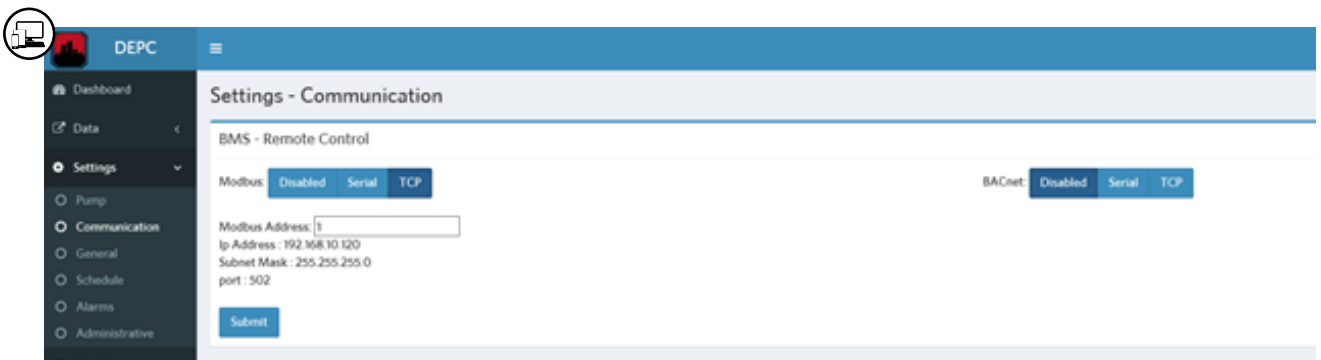 DEPC
Dashboard
Data
Settings
Pump
Communication
General
Schedule
Alarms
Administrative
Settings - Communication
BMS - Remote Control
Modbus: Disabled Serial TCP
BACnet: Disabled Serial TCP
Modbus Address: 1
Ip Address : 192.168.10.120
Subnet Mask : 255.255.255.0
port : 502
Submit